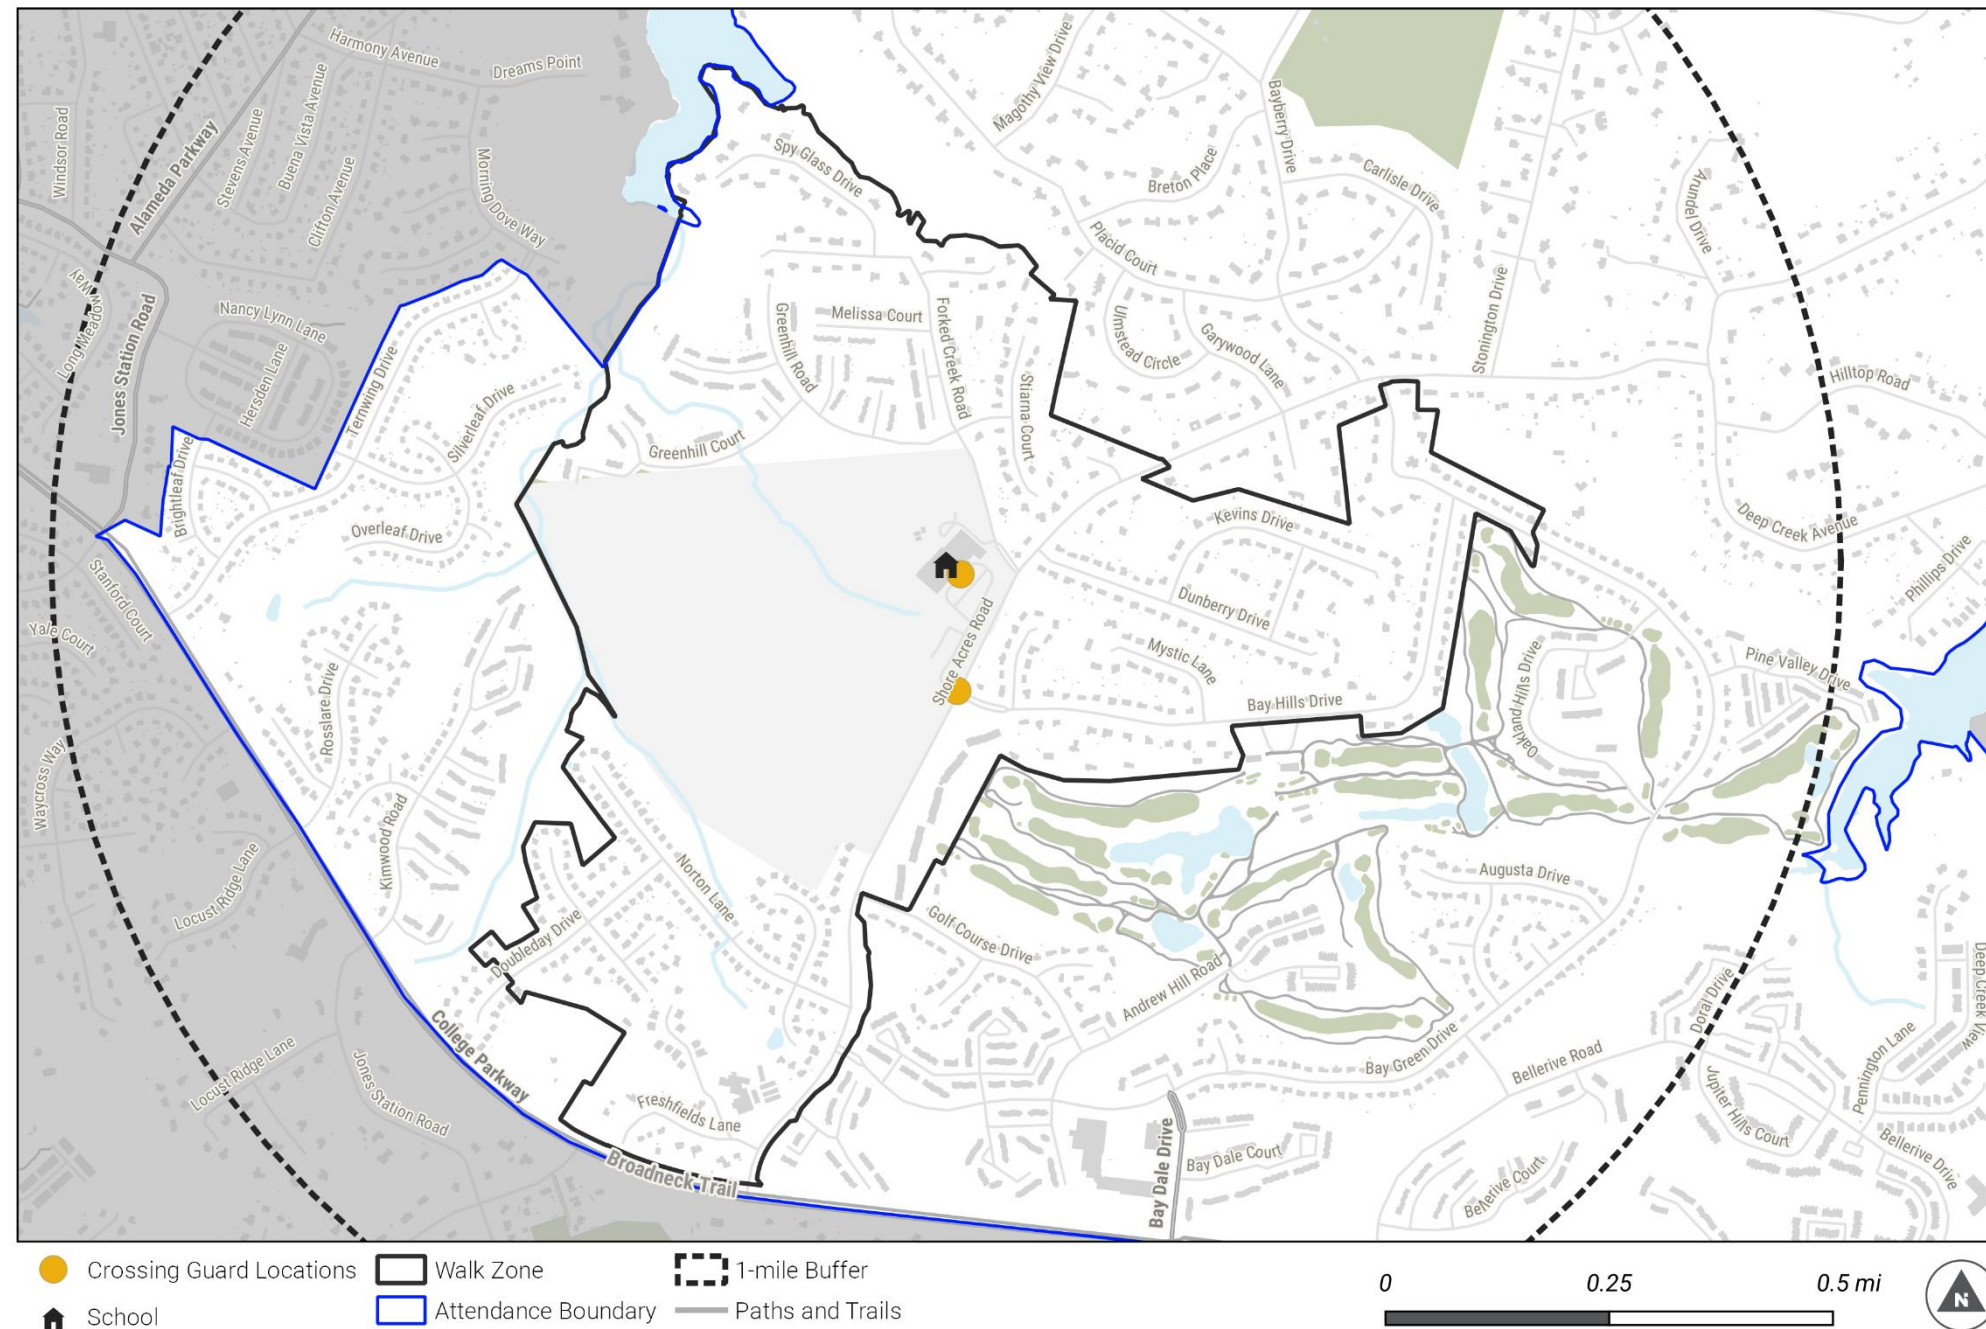 Harmony Avenue
Dreams Point
Windsor Road
Alameda Parkway
Stevens Avenue
Buena Vista Avenue
Clifton Avenue
Morning Dove Way
Spy Glass Drive
Magothy View Drive
Bayberry Drive
Breton Place
Carlisle Drive
Arundel Drive
Placid Court
Long Meadow Way
Jones Station Road
Nancy Lynn Lane
Hersden Lane
Ternwing Drive
Silverleaf Drive
Greenhill Road
Melissa Court
Forked Creek Road
Stiarna Court
Ulmstead Circle
Garywood Lane
Stonington Drive
Hilltop Road
Brightleaf Drive
Greenhill Court
Overleaf Drive
Kevins Drive
Deep Creek Avenue
Phillips Drive
Stanford Court
Yale Court
Dunberry Drive
Shore Acres Road
Mystic Lane
Bay Hills Drive
Oakland Hills Drive
Pine Valley Drive
Rosslare Drive
Waycross Way
Kimwood Road
Locust Ridge Lane
Norton Lane
Doubleday Drive
Golf Course Drive
Augusta Drive
Andrew Hill Road
Doral Drive
Deep Creek View
College Parkway
Locust Ridge Lane
Jones Station Road
Freshfields Lane
Bay Green Drive
Bellerive Road
Pennington Lane
Jupiter Hills Court
Bellerive Drive
Broadneck Trail
Bay Dale Drive
Bay Dale Court
Bellerive Court
Crossing Guard Locations
Walk Zone
1-mile Buffer
School
Attendance Boundary
Paths and Trails
0 0.25 0.5 mi
N